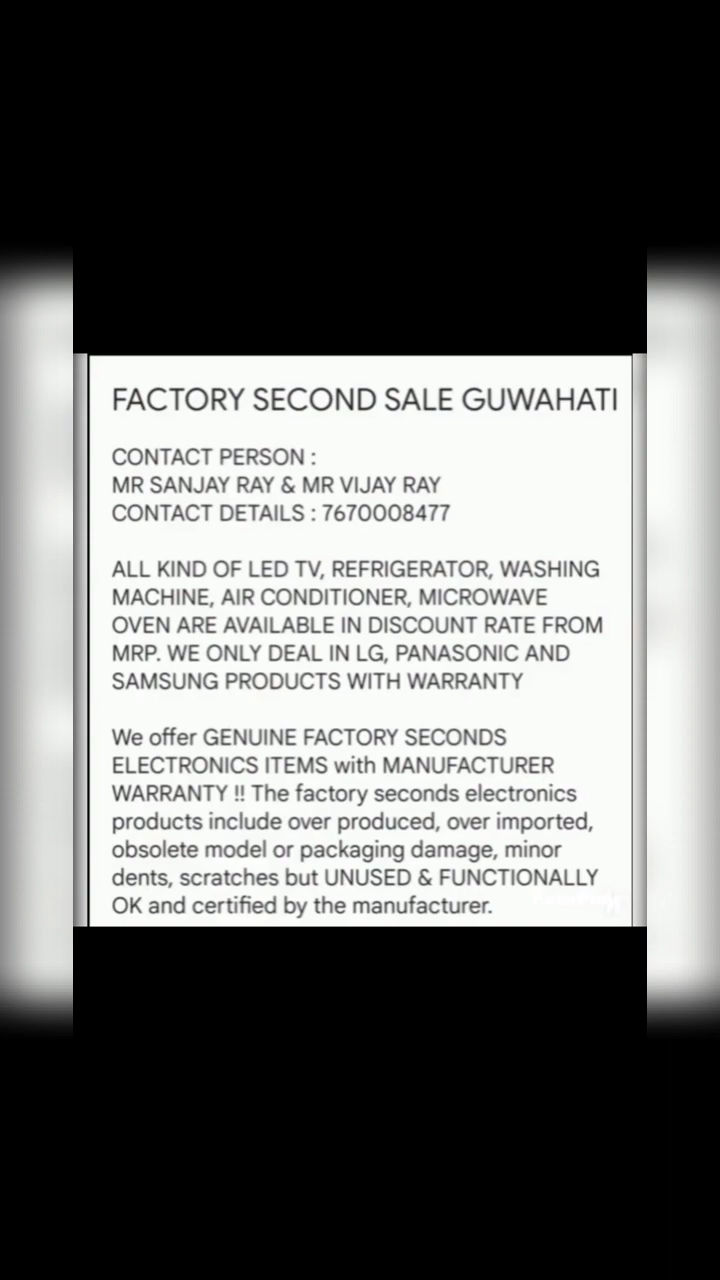 FACTORY SECOND SALE GUWAHATI
CONTACT PERSON :
MR SANJAY RAY & MR VIJAY RAY
CONTACT DETAILS : 7670008477
ALL KIND OF LED TV, REFRIGERATOR, WASHING
MACHINE, AIR CONDITIONER, MICROWAVE
OVEN ARE AVAILABLE IN DISCOUNT RATE FROM
MRP. WE ONLY DEAL IN LG, PANASONIC AND
SAMSUNG PRODUCTS WITH WARRANTY
We offer GENUINE FACTORY SECONDS
ELECTRONICS ITEMS with MANUFACTURER
WARRANTY !! The factory seconds electronics
products include over produced, over imported,
obsolete model or packaging damage, minor
dents, scratches but UNUSED & FUNCTIONALLY
OK and certified by the manufacturer.